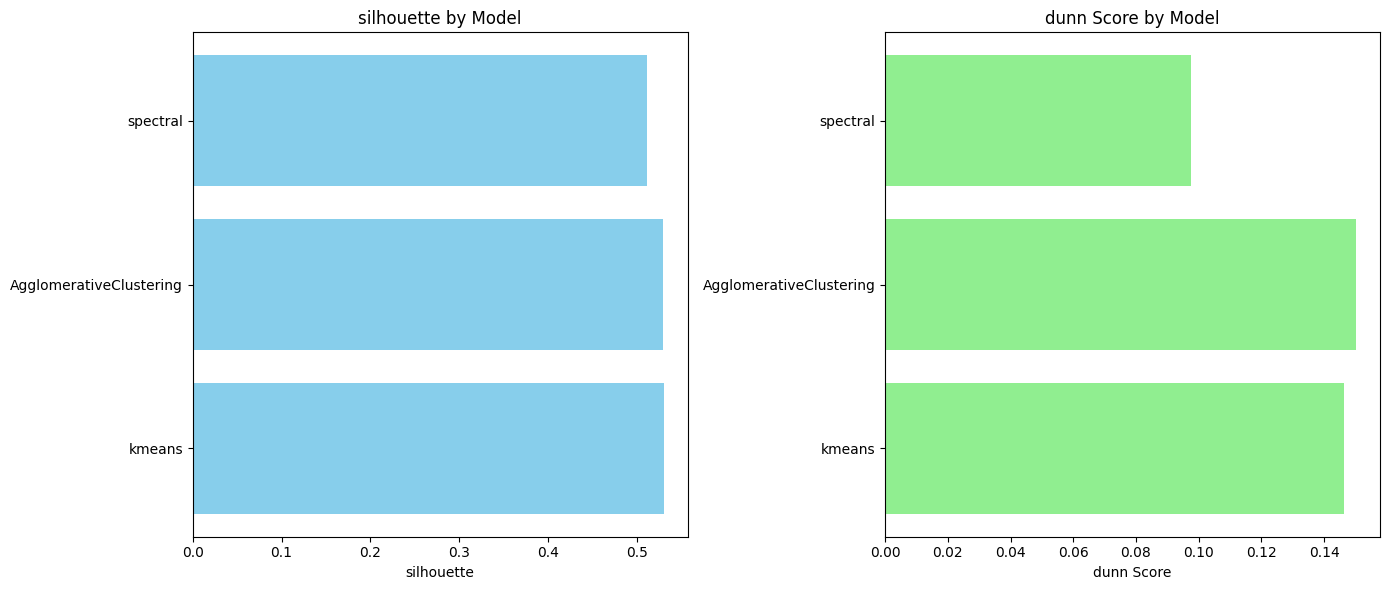 silhouette by Model
spectral
AgglomerativeClustering
kmeans
0.0 0.1 0.2 0.3 0.4 0.5
silhouette
dunn Score by Model
spectral
AgglomerativeClustering
kmeans
0.00 0.02 0.04 0.06 0.08 0.10 0.12 0.14
dunn Score